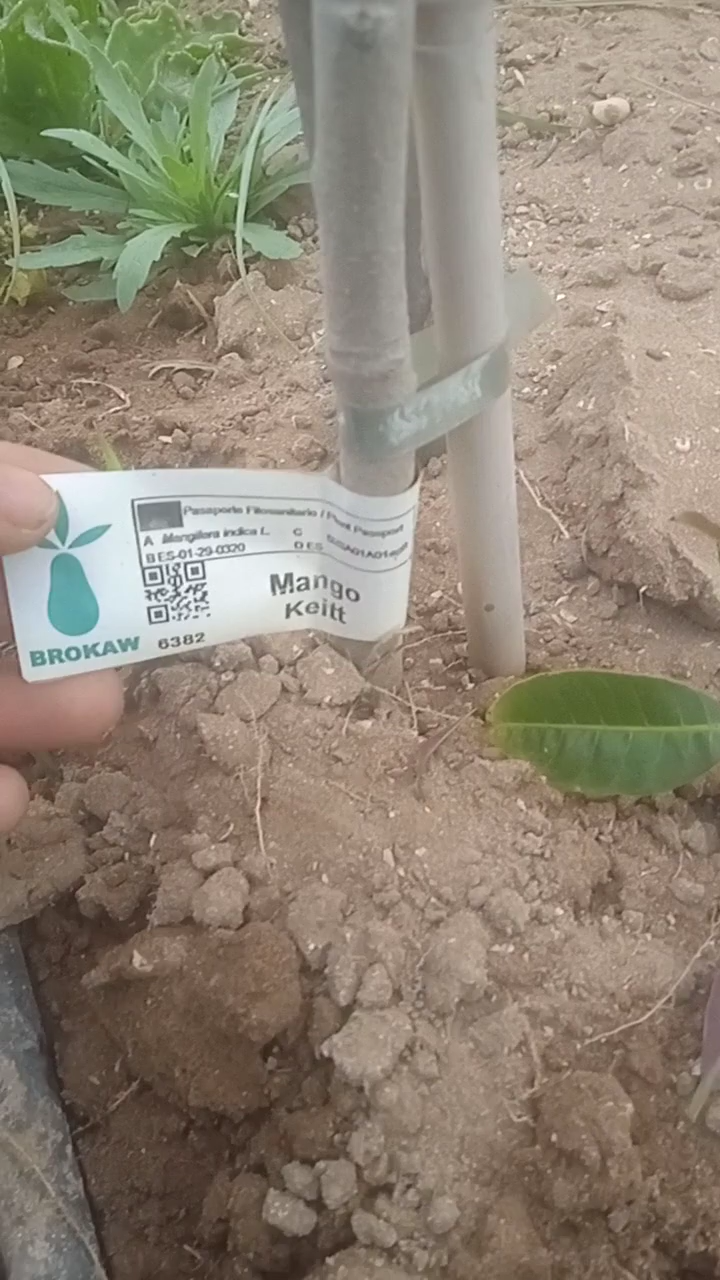 Pasaporte Fitosanitario / Plant Passport
A Mangifera indica L. C
B ES-01-29-0320 D ES
Mango
Keitt
BROKAW 6382